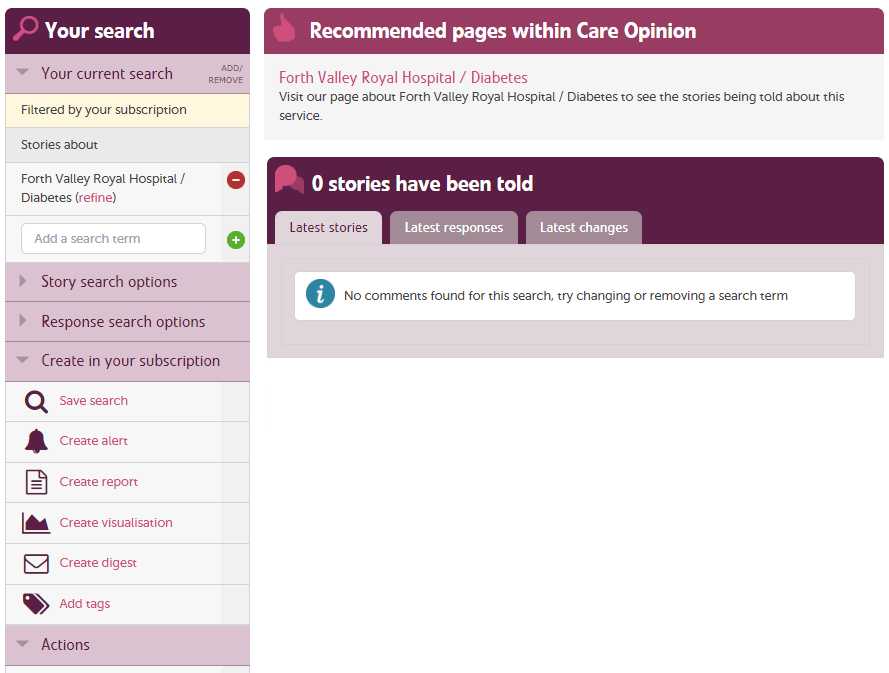 Your search
Your current search
ADD/
REMOVE
Filtered by your subscription
Stories about
Forth Valley Royal Hospital /
Diabetes (refine)
Add a search term
Story search options
Response search options
Create in your subscription
Save search
Create alert
Create report
Create visualisation
Create digest
Add tags
Actions
Recommended pages within Care Opinion
Forth Valley Royal Hospital / Diabetes
Visit our page about Forth Valley Royal Hospital / Diabetes to see the stories being told about this
service.
0 stories have been told
Latest stories
Latest responses
Latest changes
No comments found for this search, try changing or removing a search term